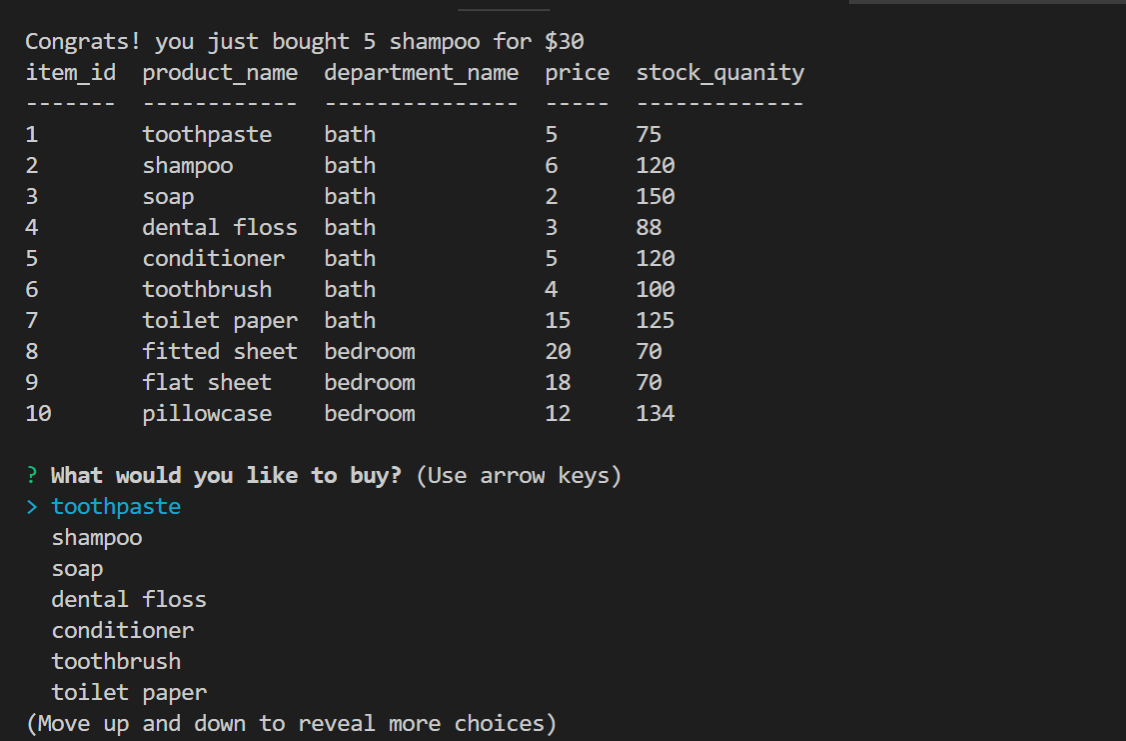 Congrats! you just bought 5 shampoo for $30
item_id  product_name  department_name  price  stock_quanity
-------  ------------  ---------------  -----  -------------
1        toothpaste    bath             5      75
2        shampoo       bath             6      120
3        soap          bath             2      150
4        dental floss  bath             3      88
5        conditioner   bath             5      120
6        toothbrush    bath             4      100
7        toilet paper  bath             15     125
8        fitted sheet  bedroom          20     70
9        flat sheet    bedroom          18     70
10       pillowcase    bedroom          12     134
? What would you like to buy? (Use arrow keys)
> toothpaste
  shampoo
  soap
  dental floss
  conditioner
  toothbrush
  toilet paper
(Move up and down to reveal more choices)